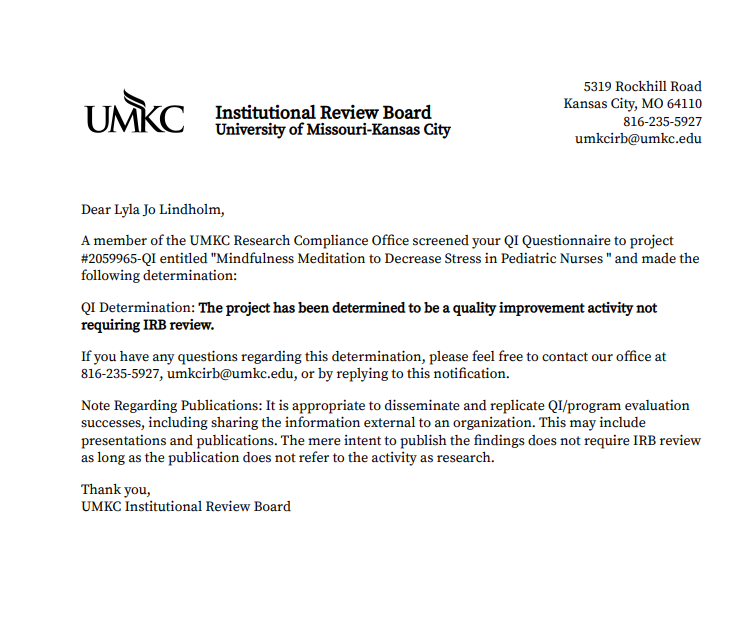 UMKC
Institutional Review Board
University of Missouri-Kansas City
5319 Rockhill Road
Kansas City, MO 64110
816-235-5927
umkcirb@umkc.edu
Dear Lyla Jo Lindholm,
A member of the UMKC Research Compliance Office screened your QI Questionnaire to project
#2059965-QI entitled "Mindfulness Meditation to Decrease Stress in Pediatric Nurses " and made the
following determination:
QI Determination: The project has been determined to be a quality improvement activity not
requiring IRB review.
If you have any questions regarding this determination, please feel free to contact our office at
816-235-5927, umkcirb@umkc.edu, or by replying to this notification.
Note Regarding Publications: It is appropriate to disseminate and replicate QI/program evaluation
successes, including sharing the information external to an organization. This may include
presentations and publications. The mere intent to publish the findings does not require IRB review
as long as the publication does not refer to the activity as research.
Thank you,
UMKC Institutional Review Board